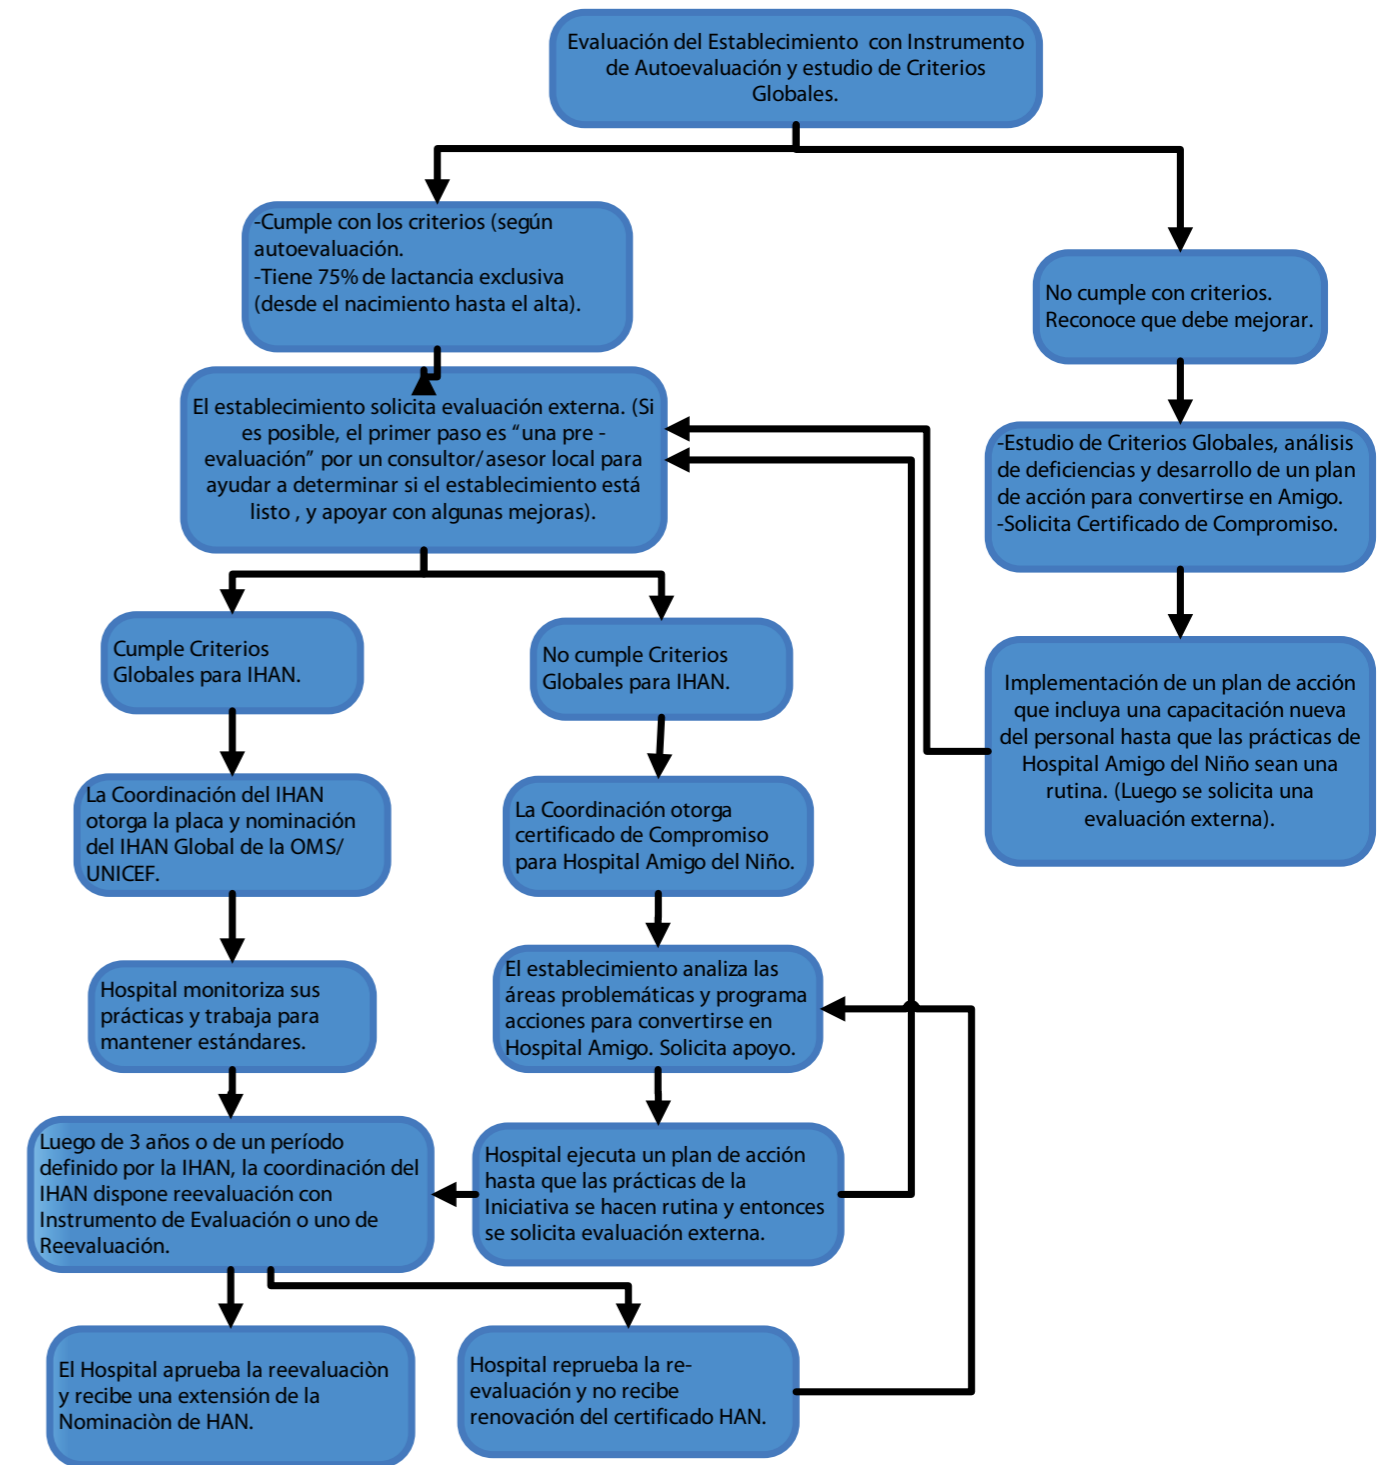 Evaluación del Establecimiento  con Instrumento
de Autoevaluación y estudio de Criterios
Globales.
-Cumple con los criterios (según
autoevaluación.
-Tiene 75% de lactancia exclusiva
(desde el nacimiento hasta el alta).
No cumple con criterios.
Reconoce que debe mejorar.
El establecimiento solicita evaluación externa. (Si
es posible, el primer paso es “una pre -
evaluación” por un consultor/asesor local para
ayudar a determinar si el establecimiento está
listo , y apoyar con algunas mejoras).
-Estudio de Criterios Globales, análisis
de deficiencias y desarrollo de un plan
de acción para convertirse en Amigo.
-Solicita Certificado de Compromiso.
Cumple Criterios
Globales para IHAN.
No cumple Criterios
Globales para IHAN.
Implementación de un plan de acción
que incluya una capacitación nueva
del personal hasta que las prácticas de
Hospital Amigo del Niño sean una
rutina. (Luego se solicita una
evaluación externa).
La Coordinación del IHAN
otorga la placa y nominación
del IHAN Global de la OMS/
UNICEF.
La Coordinación otorga
certificado de Compromiso
para Hospital Amigo del Niño.
Hospital monitoriza sus
prácticas y trabaja para
mantener estándares.
El establecimiento analiza las
áreas problemáticas y programa
acciones para convertirse en
Hospital Amigo. Solicita apoyo.
Luego de 3 años o de un período
definido por la IHAN, la coordinación del
IHAN dispone reevaluación con
Instrumento de Evaluación o uno de
Reevaluación.
Hospital ejecuta un plan de acción
hasta que las prácticas de la
Iniciativa se hacen rutina y entonces
se solicita evaluación externa.
El Hospital aprueba la reevaluaciòn
y recibe una extensión de la
Nominaciòn de HAN.
Hospital reprueba la re-
evaluación y no recibe
renovación del certificado HAN.